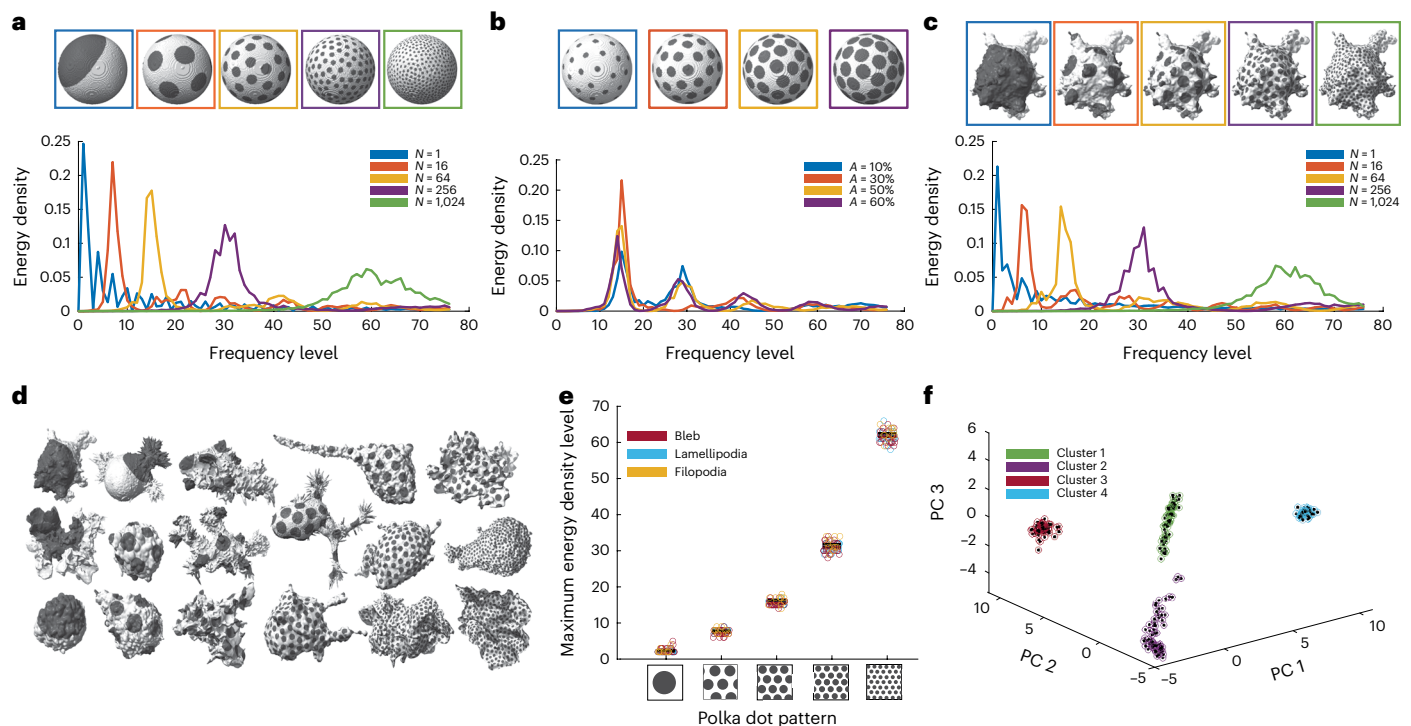 a
0.25
0.2
0.15
0.1
0.05
0
Energy density
0 10 20 30 40 50 60 70 80
Frequency level
N = 1
N = 16
N = 64
N = 256
N = 1,024
b
0.25
0.20
0.15
0.10
0.05
0
Energy density
0 10 20 30 40 50 60 70 80
Frequency level
A = 10%
A = 30%
A = 50%
A = 60%
c
0.25
0.20
0.15
0.10
0.05
0
Energy density
0 10 20 30 40 50 60 70 80
Frequency level
N = 1
N = 16
N = 64
N = 256
N = 1,024
d
e
70
60
50
40
30
20
10
0
Maximum energy density level
Bleb
Lamellipodia
Filopodia
Polka dot pattern
f
6
4
2
0
−2
−4
PC 3
Cluster 1
Cluster 2
Cluster 3
Cluster 4
10
5
0
−5
PC 2
−5
0
5
10
PC 1